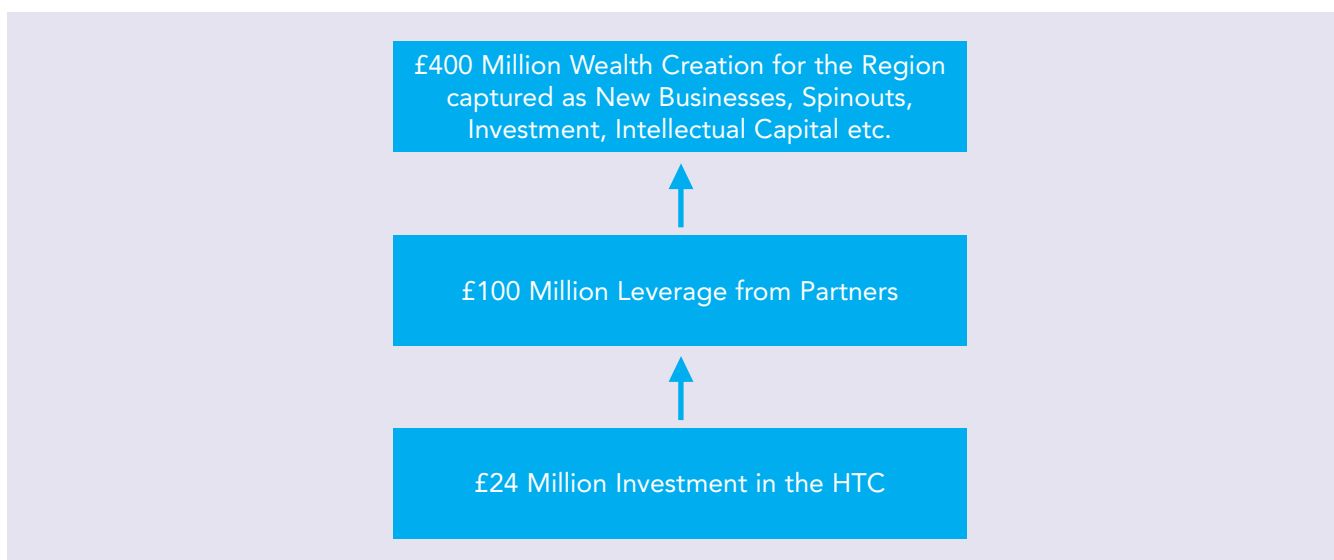 £400 Million Wealth Creation for the Region
captured as New Businesses, Spinouts,
Investment, Intellectual Capital etc.
£100 Million Leverage from Partners
£24 Million Investment in the HTC